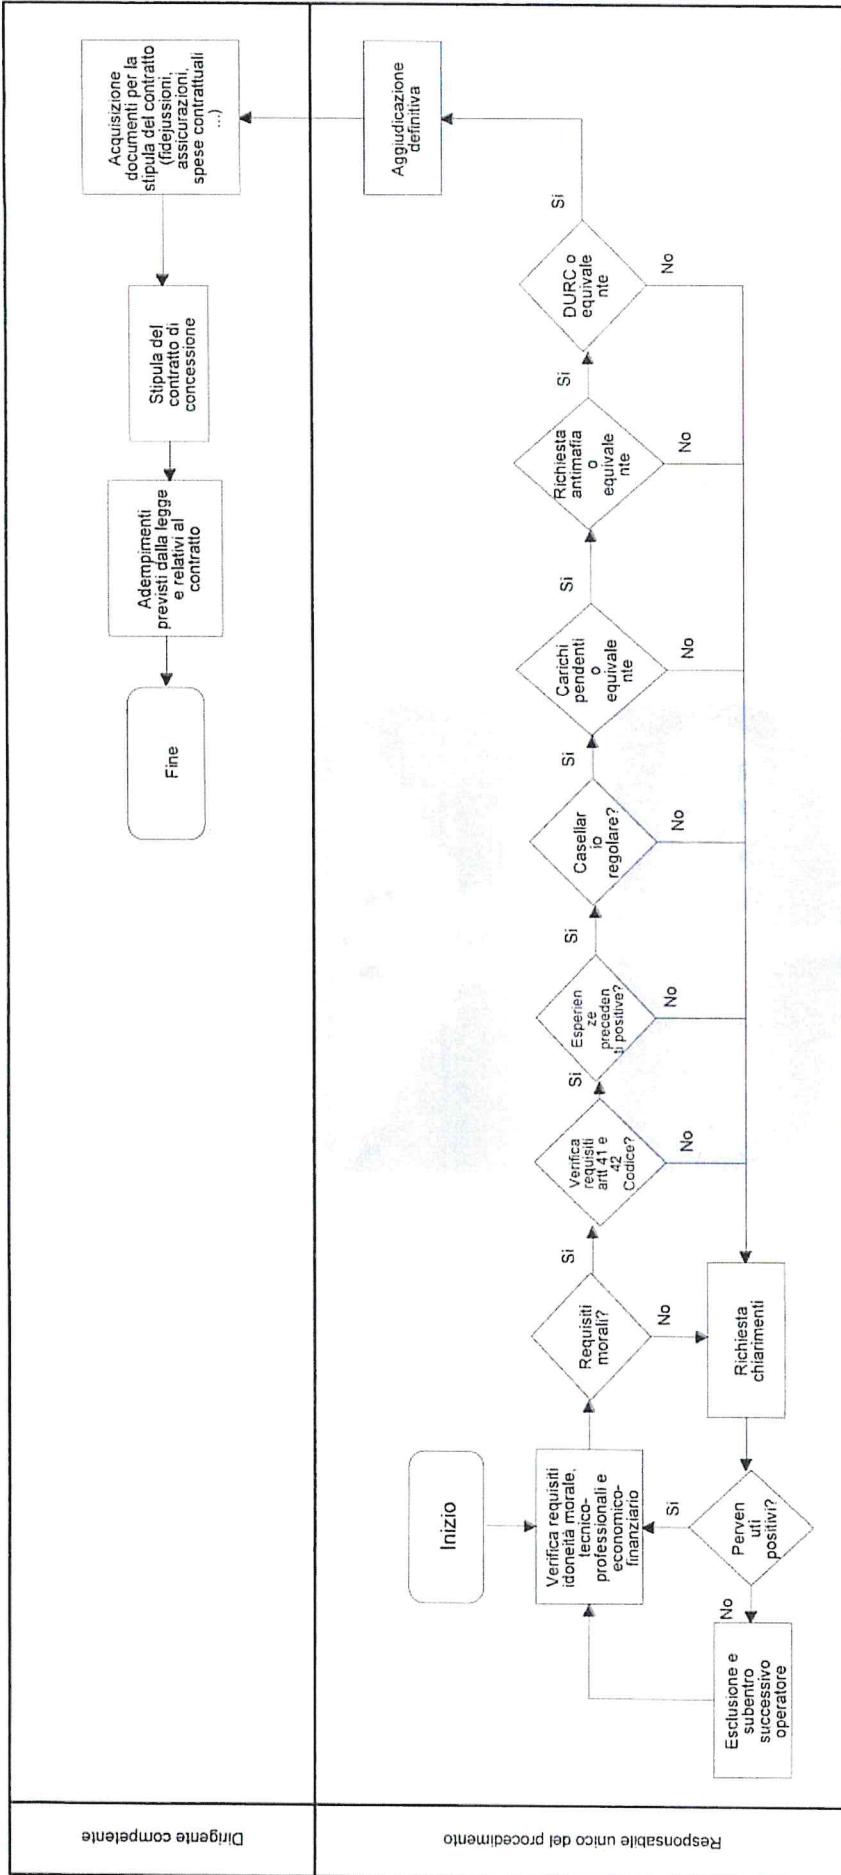 Dirigente competente
Acquisizione
documenti per la
stipula del contratto
(fidejussioni,
assicurazioni,
spese contrattuali
...)
Stipula del
contratto di
concessione
Adempimenti
previsti dalla legge
e relativi al
contratto
Fine
Responsabile unico del procedimento
Inizio
Verifica requisiti
idoneità morale,
tecnico-
professionali e
economico-
finanziario
Requisiti
morali?
Si
No
Verifica
requisiti
artt 41 e
42
Codice?
Si
No
Esperien
ze
preceden
ti positive?
Si
No
Casellar
io
regolare?
Si
No
Carichi
pendenti
o
equivale
nte
Si
No
Richiesta
antimafia
o
equivale
nte
Si
No
DURC o
equivale
nte
Si
No
Aggiudicazione
definitiva
Richiesta
chiarimenti
Perven
uti
positivi?
Si
No
Esclusione e
subentro
successivo
operatore